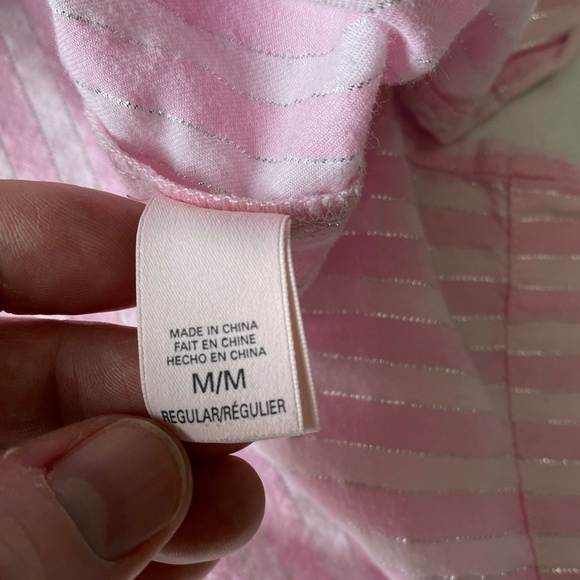 MADE IN CHINA
FAIT EN CHINE
HECHO EN CHINA
M/M
REGULAR/RÉGULIER